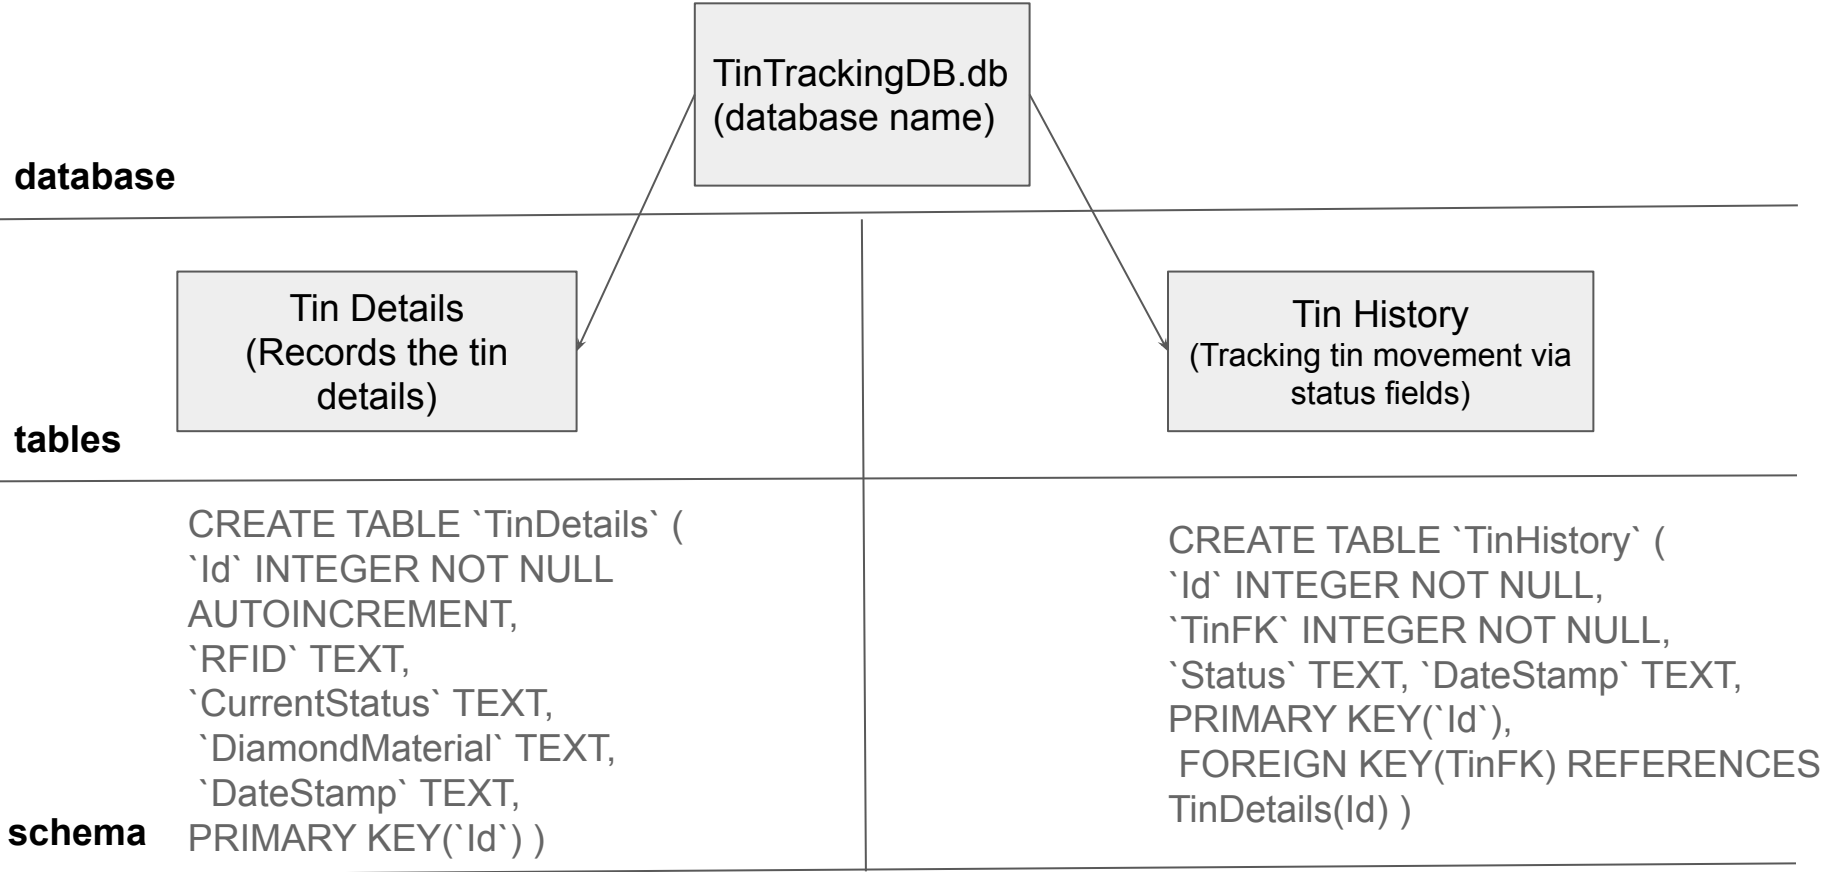 TinTrackingDB.db
(database name)
database
Tin Details
(Records the tin
details)
Tin History
(Tracking tin movement via
status fields)
tables
CREATE TABLE `TinDetails` (
`Id` INTEGER NOT NULL
AUTOINCREMENT,
`RFID` TEXT,
`CurrentStatus` TEXT,
`DiamondMaterial` TEXT,
`DateStamp` TEXT,
PRIMARY KEY(`Id`) )
CREATE TABLE `TinHistory` (
`Id` INTEGER NOT NULL,
`TinFK` INTEGER NOT NULL,
`Status` TEXT, `DateStamp` TEXT,
PRIMARY KEY(`Id`),
FOREIGN KEY(TinFK) REFERENCES
TinDetails(Id) )
schema